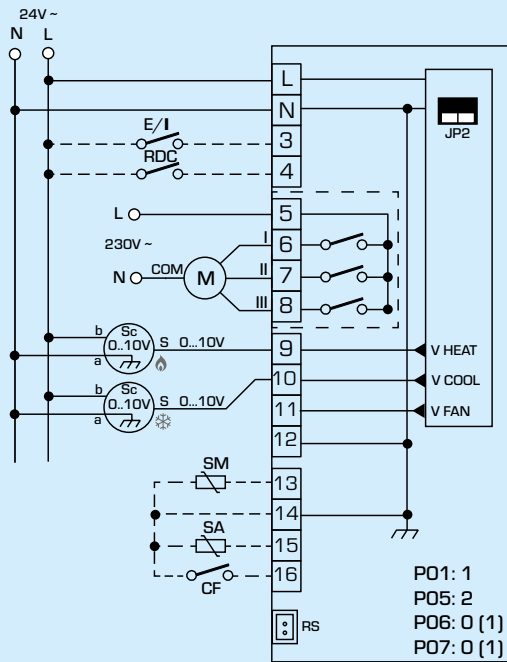 24V ~
N L
L
N
JP2
E/I
3
RDC
4
L
5
230V ~
I
6
N
COM
M
II
7
III
8
b
Sc
0...10V
a
S 0...10V
9
V HEAT
b
Sc
0...10V
a
S 0...10V
10
V COOL
11
V FAN
12
SM
13
14
SA
15
CF
16
RS
P01: 1
P05: 2
P06: 0 (1)
P07: 0 (1)